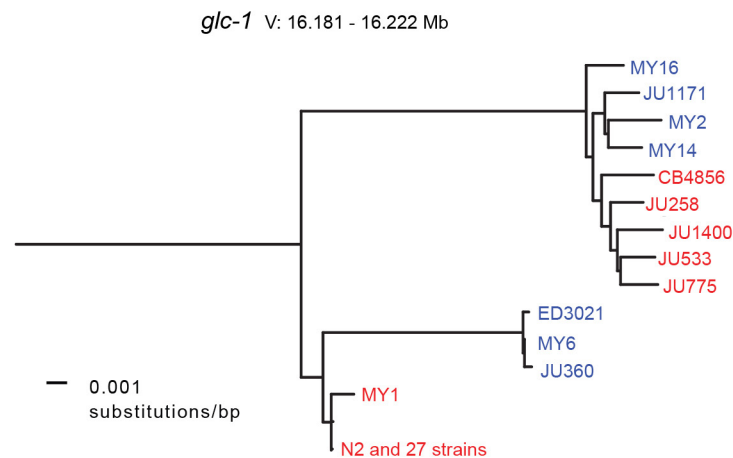 glc-1 V: 16.181 - 16.222 Mb
MY16
JU1171
MY2
MY14
CB4856
JU258
JU1400
JU533
JU775
ED3021
MY6
JU360
MY1
N2 and 27 strains
0.001
substitutions/bp